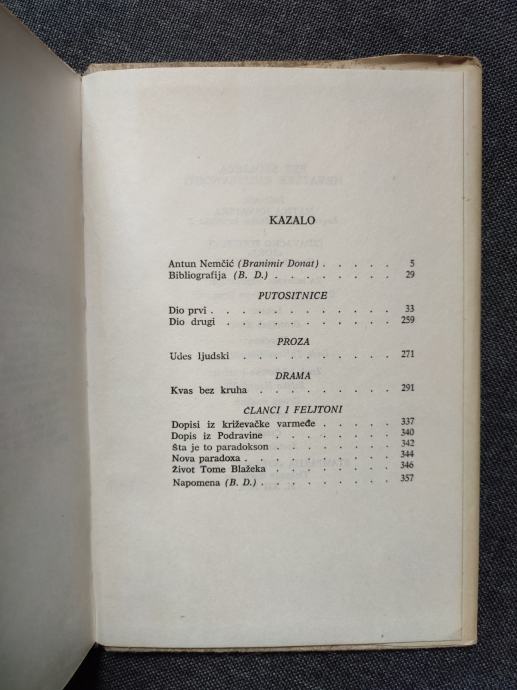 KAZALO
Antun Nemčić (Branimir Donat) . . . . . 5
Bibliografija (B. D.) . . . . . . . . 29
PUTOSITNICE
Dio prvi . . . . . . . . . . . . 33
Dio drugi . . . . . . . . . . . 259
PROZA
Udes ljudski . . . . . . . . . . 271
DRAMA
Kvas bez kruha . . . . . . . . . 291
ČLANCI I FELJTONI
Dopisi iz križevačke varmeđe . . . . . 337
Dopis iz Podravine . . . . . . . . 340
Šta je to paradokson . . . . . . . . 342
Nova paradoxa . . . . . . . . . . 344
Život Tome Blažeka . . . . . . . . 346
Napomena (B. D.) . . . . . . . . . 357